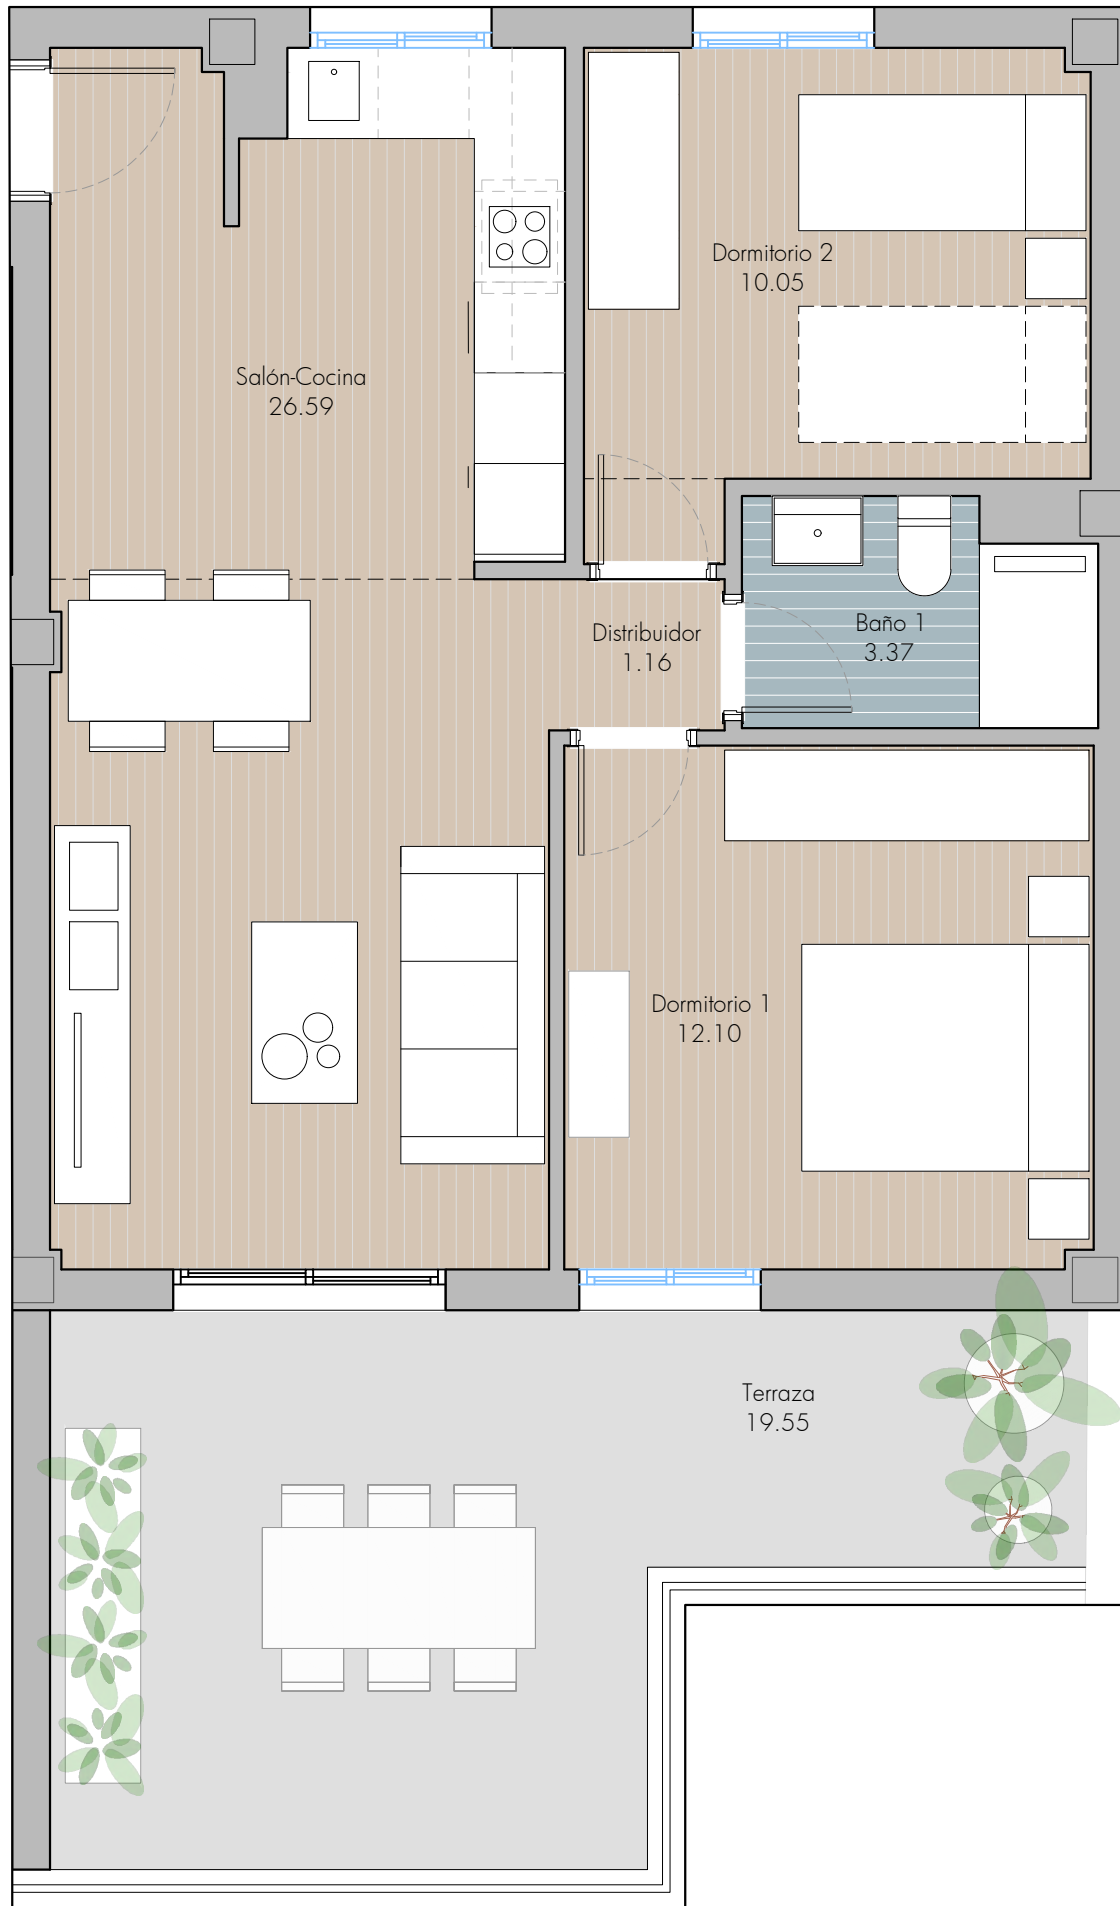 Dormitorio 2
10.05
Salón-Cocina
26.59
Distribuidor
1.16
Baño 1
3.37
Dormitorio 1
12.10
Terraza
19.55